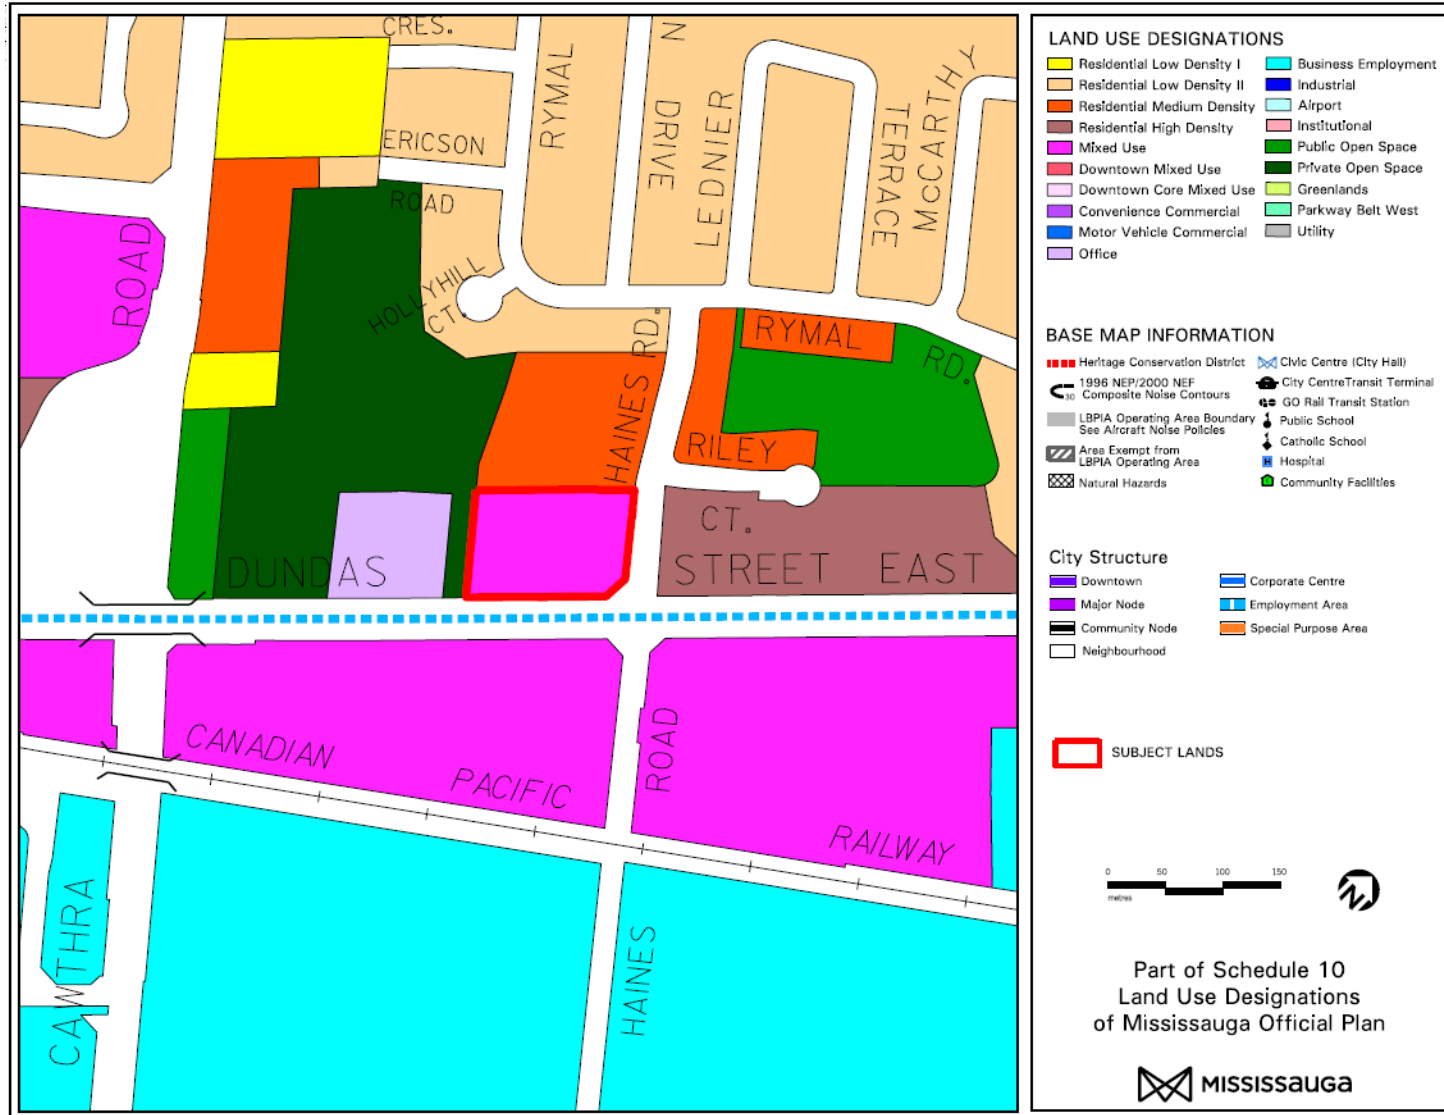 CRES.
RYMAL
N
DRIVE
LEDNIER
TERRACE
McCARTHY
ERICSON
ROAD
ROAD
HOLLYHILL
CT.
HAINES RD.
RYMAL
RD.
RILEY
CT.
DUNDAS
STREET EAST
CANADIAN
PACIFIC
RAILWAY
ROAD
HAINES
CAWTHRA
LAND USE DESIGNATIONS
Residential Low Density I
Residential Low Density II
Residential Medium Density
Residential High Density
Mixed Use
Downtown Mixed Use
Downtown Core Mixed Use
Convenience Commercial
Motor Vehicle Commercial
Office
Business Employment
Industrial
Airport
Institutional
Public Open Space
Private Open Space
Greenlands
Parkway Belt West
Utility
BASE MAP INFORMATION
Heritage Conservation District
1996 NEP/2000 NEF
Composite Noise Contours
30
LBPIA Operating Area Boundary
See Aircraft Noise Policies
Area Exempt from
LBPIA Operating Area
Natural Hazards
Civic Centre (City Hall)
City CentreTransit Terminal
GO Rail Transit Station
Public School
Catholic School
H
Hospital
Community Facilities
City Structure
Downtown
Major Node
Community Node
Neighbourhood
Corporate Centre
Employment Area
Special Purpose Area
SUBJECT LANDS
0 50 100 150
metres
N
Part of Schedule 10
Land Use Designations
of Mississauga Official Plan
MISSISSAUGA